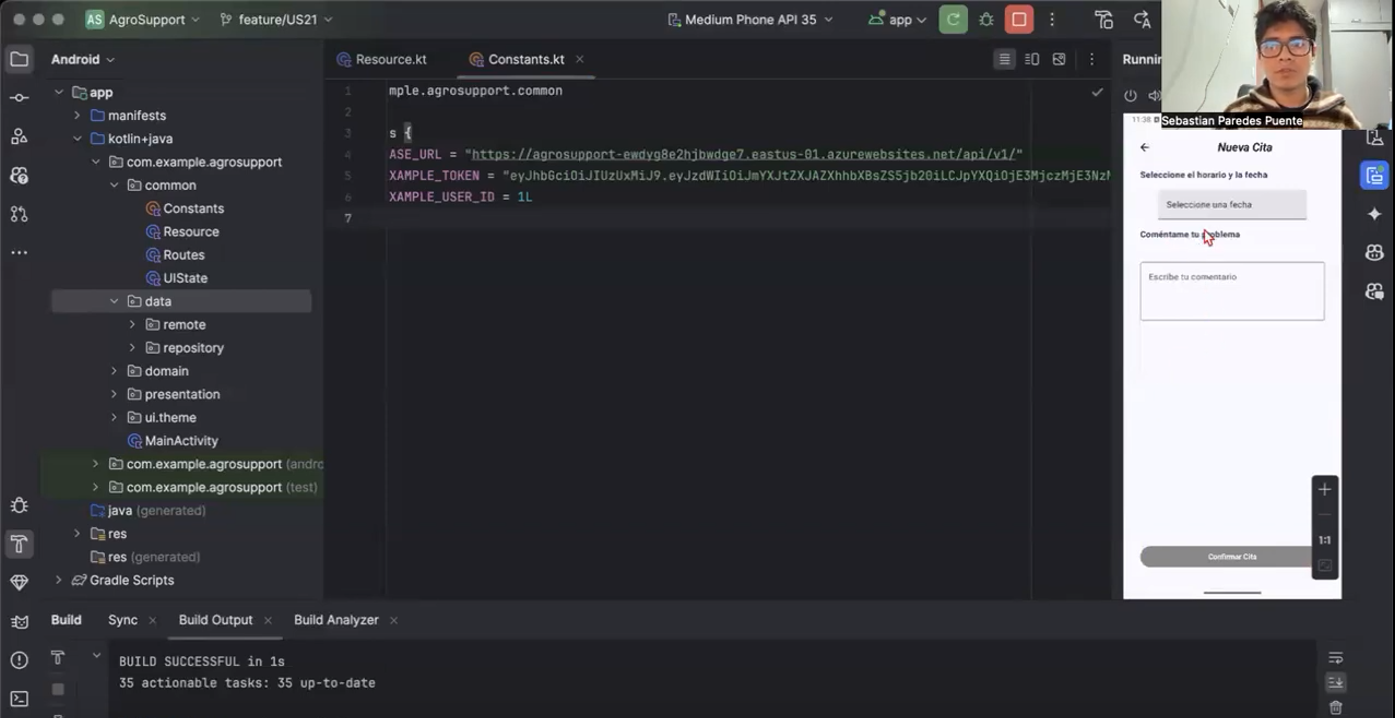 AS AgroSupport feature/US21 Medium Phone API 35 app
Android
Resource.kt Constants.kt
Runnin
Sebastian Paredes Puente
app
manifests
kotlin+java
com.example.agrosupport
common
Constants
Resource
Routes
UIState
data
remote
repository
domain
presentation
ui.theme
MainActivity
com.example.agrosupport (andro
com.example.agrosupport (test)
java (generated)
res
res (generated)
Gradle Scripts
1 mple.agrosupport.common
2
3 s {
4 ASE_URL = "https://agrosupport-ewdyg8e2hjbwdge7.eastus-01.azurewebsites.net/api/v1/"
5 XAMPLE_TOKEN =
6 XAMPLE_USER_ID = 1L
7
11:38
Nueva Cita
Seleccione el horario y la fecha
Seleccione una fecha
Coméntame tu problema
Escribe tu comentario
1:1
Confirmar Cita
Build Sync Build Output Build Analyzer
BUILD SUCCESSFUL in 1s
35 actionable tasks: 35 up-to-date